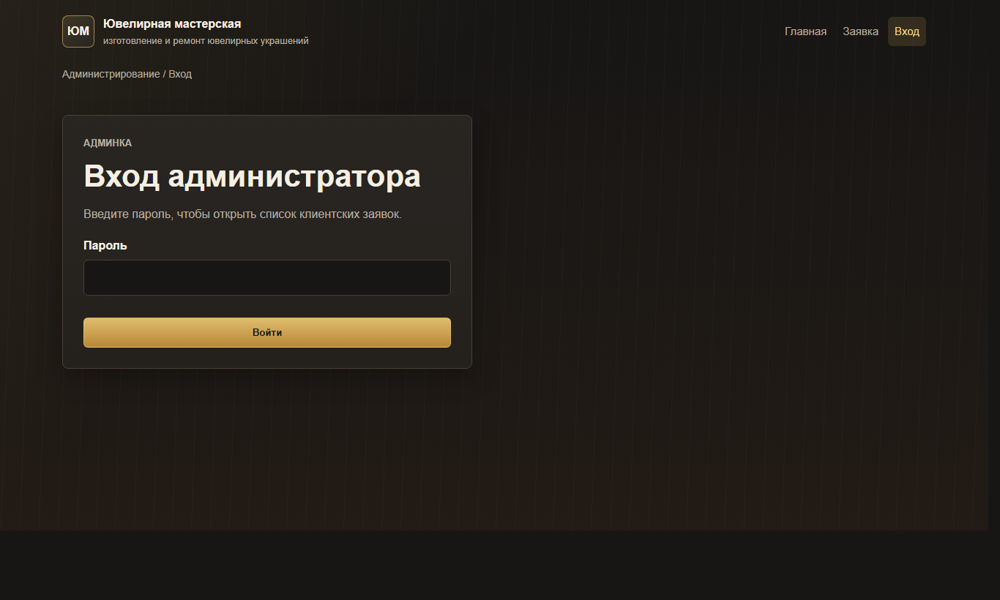 ЮМ
Ювелирная мастерская
изготовление и ремонт ювелирных украшений
Главная Заявка Вход
Администрирование / Вход
АДМИНКА
Вход администратора
Введите пароль, чтобы открыть список клиентских заявок.
Пароль
Войти